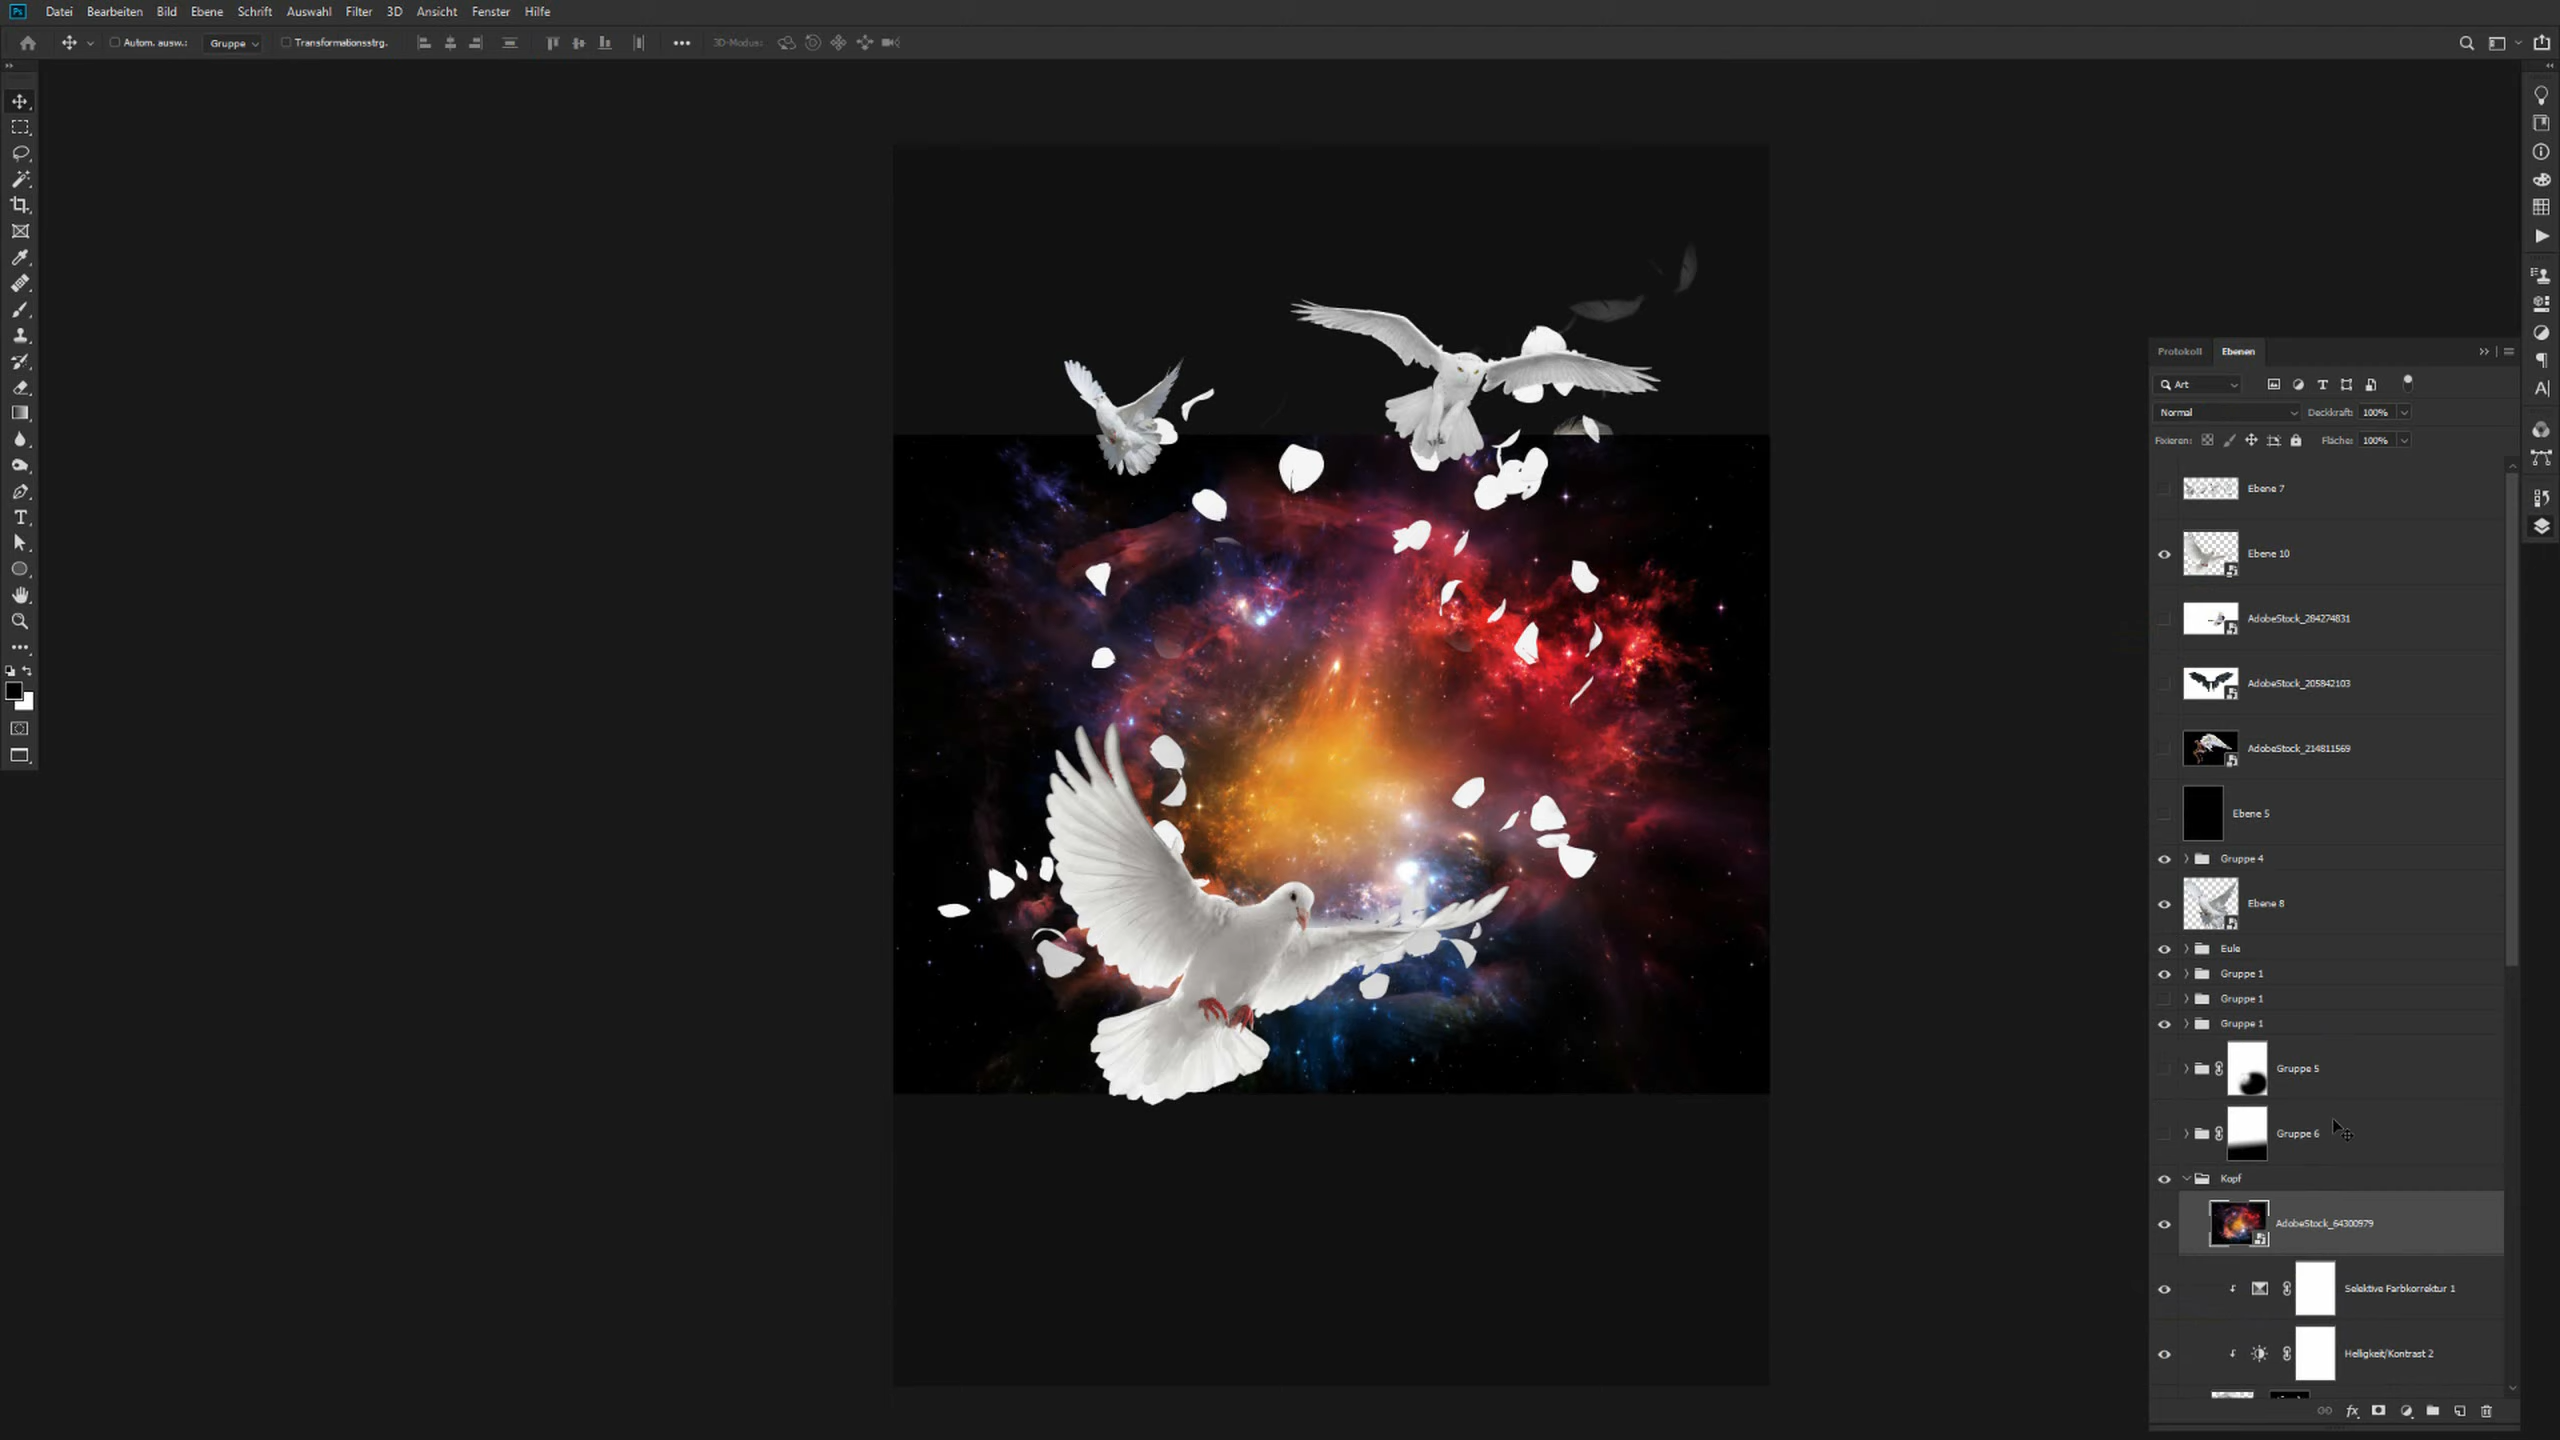 Ps Datei Bearbeiten Bild Ebene Schrift Auswahl Filter 3D Ansicht Fenster Hilfe
Autom. ausw.: Gruppe Transformationsstrg. 3D-Modus:
Protokoll Ebenen
Art
Normal Deckkraft: 100%
Fixieren: Fläche: 100%
Ebene 7
Ebene 10
AdobeStock_284274831
AdobeStock_205842103
AdobeStock_214811569
Ebene 5
Gruppe 4
Ebene 8
Eule
Gruppe 1
Gruppe 1
Gruppe 1
Gruppe 5
Gruppe 6
Kopf
AdobeStock_64300979
Selektive Farbkorrektur 1
Helligkeit/Kontrast 2
fx